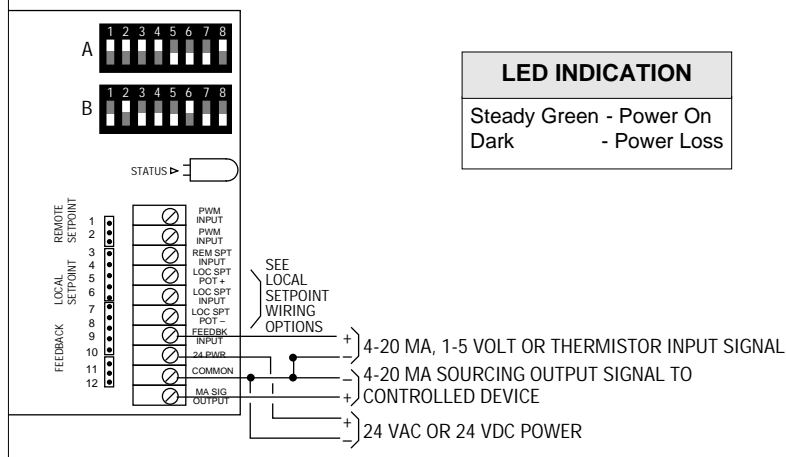 1 2 3 4 5 6 7 8
A
1 2 3 4 5 6 7 8
B
LED INDICATION
Steady Green - Power On
Dark - Power Loss
STATUS
REMOTE
SETPOINT
LOCAL
SETPOINT
FEEDBACK
1
2
3
4
5
6
7
8
9
10
11
12
PWM
INPUT
PWM
INPUT
REM SPT
INPUT
LOC SPT
POT +
LOC SPT
INPUT
LOC SPT
POT –
FEEDBK
INPUT
24 PWR
COMMON
MA SIG
OUTPUT
SEE
LOCAL
SETPOINT
WIRING
OPTIONS
+
–
4-20 MA, 1-5 VOLT OR THERMISTOR INPUT SIGNAL
–
+
4-20 MA SOURCING OUTPUT SIGNAL TO
CONTROLLED DEVICE
+
–
24 VAC OR 24 VDC POWER